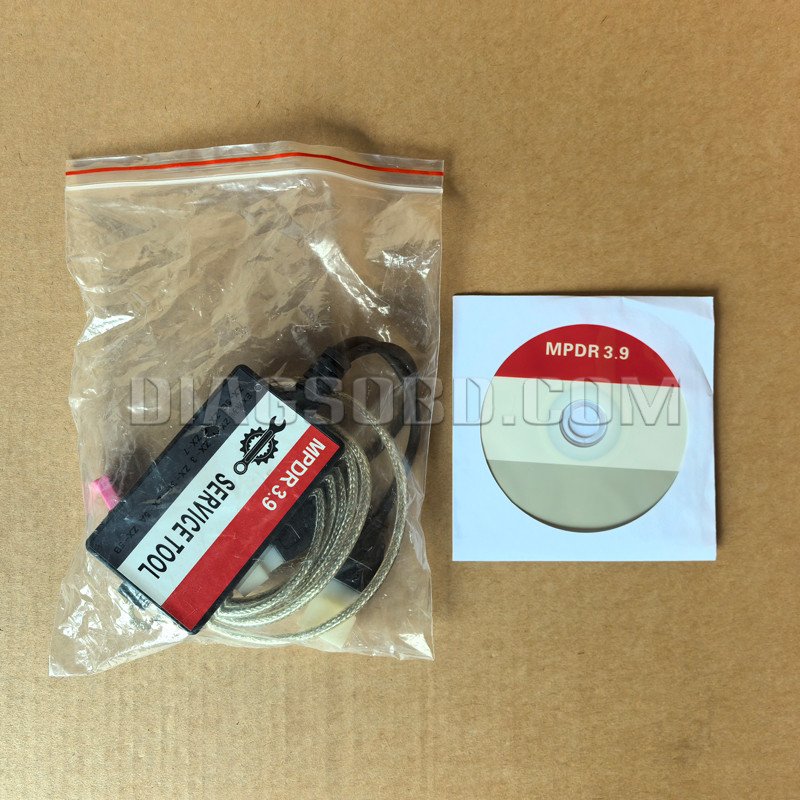 DIAGSOBD.COM
MPDR 3.9
SERVICE TOOL
MPDR 3.9